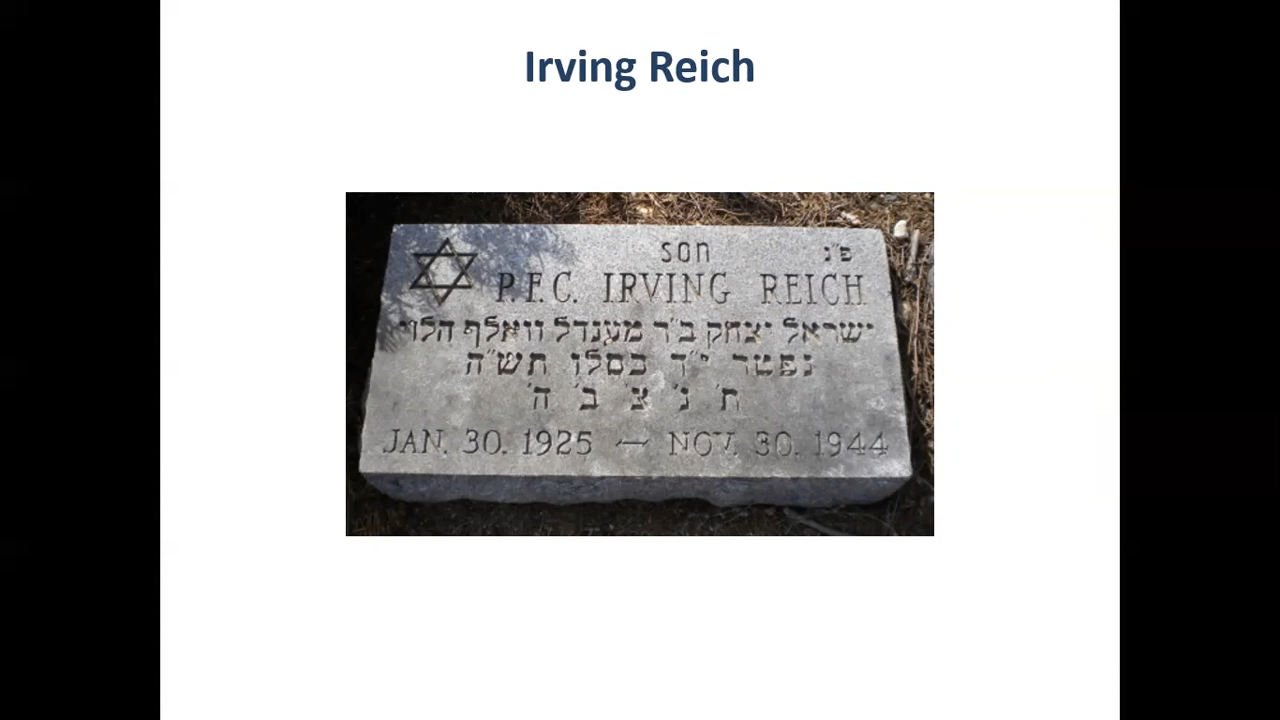 Irving Reich
son פ"נ
P.F.C. IRVING REICH
ישראל יצחק ב"ר מענדל וואלף הלוי
נפטר י"ד כסלו תש"ה
ת' נ' צ' ב' ה'
JAN. 30. 1925 — NOV. 30. 1944